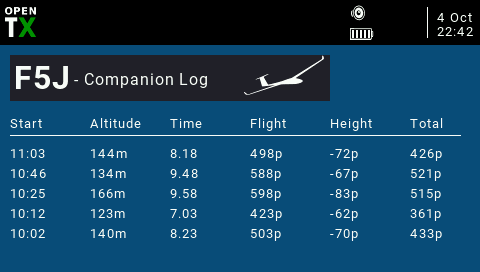 OPEN
TX
4 Oct
22:42
F5J - Companion Log
Start Altitude Time Flight Height Total
11:03 144m 8.18 498p -72p 426p
10:46 134m 9.48 588p -67p 521p
10:25 166m 9.58 598p -83p 515p
10:12 123m 7.03 423p -62p 361p
10:02 140m 8.23 503p -70p 433p